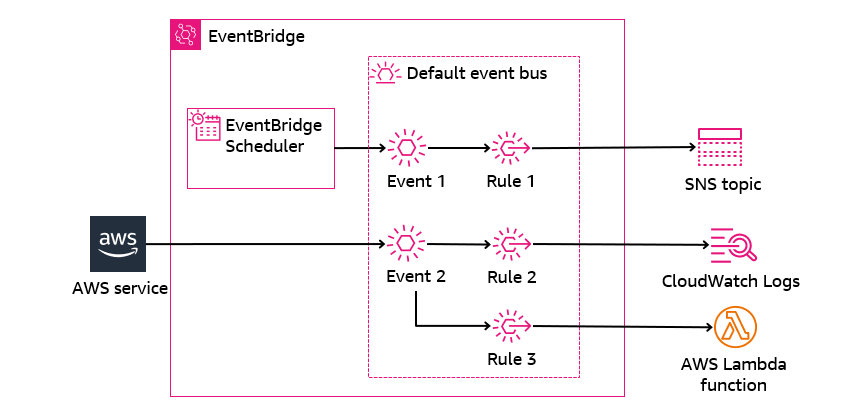 EventBridge
Default event bus
EventBridge
Scheduler
Event 1
Rule 1
SNS topic
aws
AWS service
Event 2
Rule 2
CloudWatch Logs
Rule 3
AWS Lambda
function